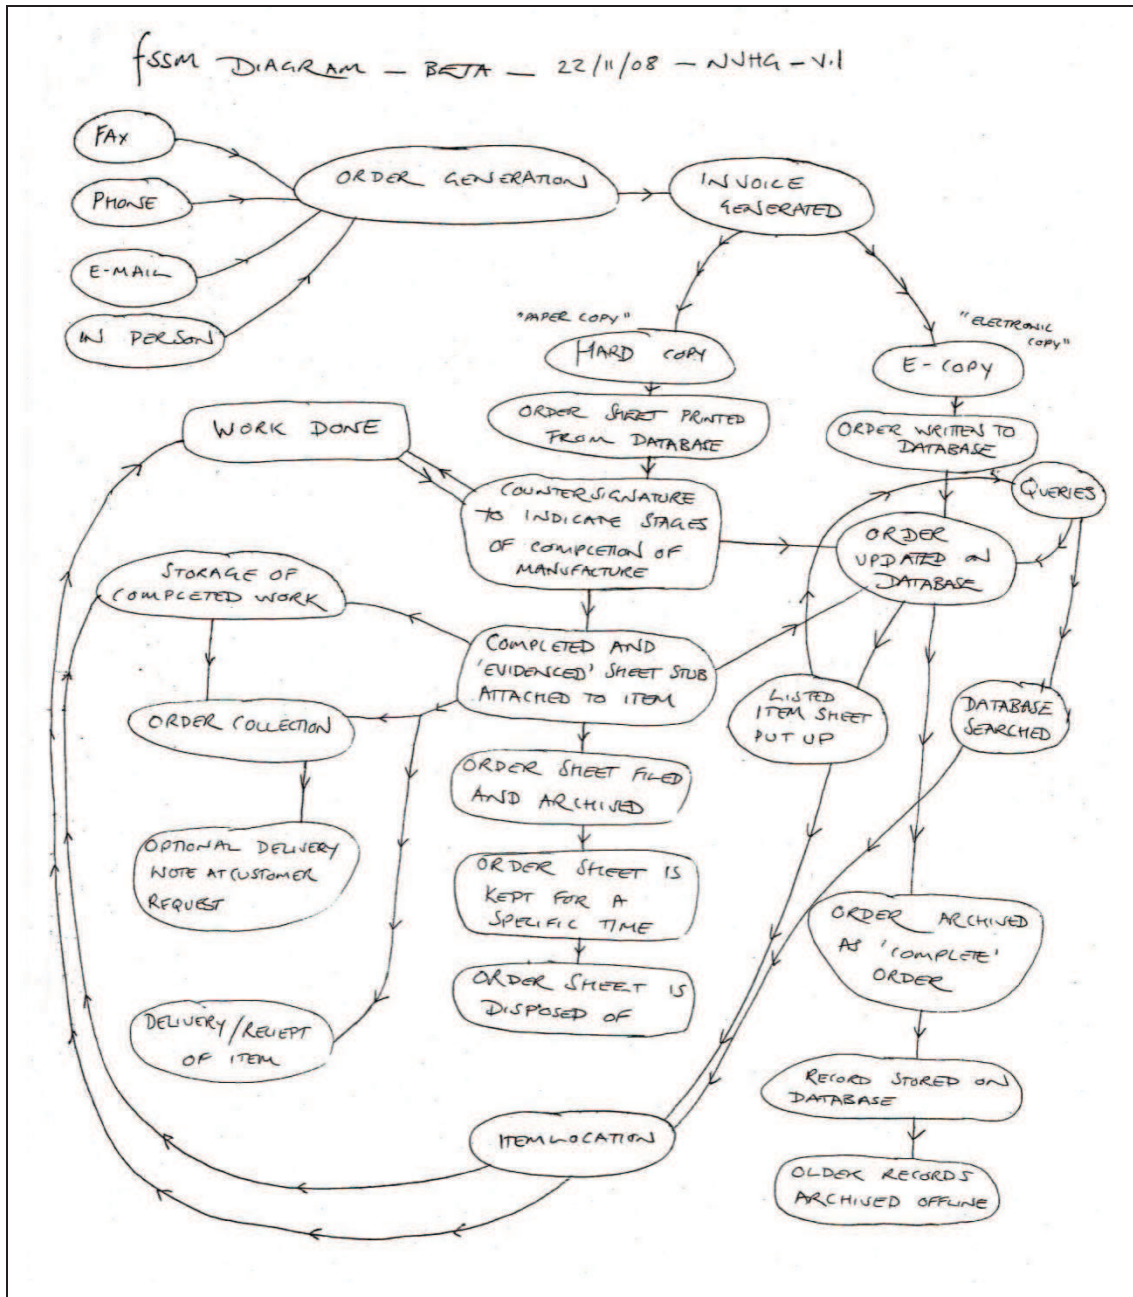 fSSM DIAGRAM - BETA - 22/11/08 - NVHG - V.1
FAX
PHONE
E-MAIL
IN PERSON
ORDER GENERATION
INVOICE
GENERATED
"PAPER COPY"
HARD COPY
"ELECTRONIC
COPY"
E-COPY
WORK DONE
ORDER SHEET PRINTED
FROM DATABASE
ORDER WRITTEN TO
DATABASE
QUERIES
COUNTERSIGNATURE
TO INDICATE STAGES
OF COMPLETION OF
MANUFACTURE
ORDER
UPDATED ON
DATABASE
STORAGE OF
COMPLETED WORK
COMPLETED AND
'EVIDENCED' SHEET STUB
ATTACHED TO ITEM
LISTED
ITEM SHEET
PUT UP
DATABASE
SEARCHED
ORDER COLLECTION
ORDER SHEET FILED
AND ARCHIVED
OPTIONAL DELIVERY
NOTE AT CUSTOMER
REQUEST
ORDER SHEET IS
KEPT FOR A
SPECIFIC TIME
ORDER ARCHIVED
AS 'COMPLETE'
ORDER
ORDER SHEET IS
DISPOSED OF
DELIVERY/RECIEPT
OF ITEM
RECORD STORED ON
DATABASE
ITEM LOCATION
OLDER RECORDS
ARCHIVED OFFLINE